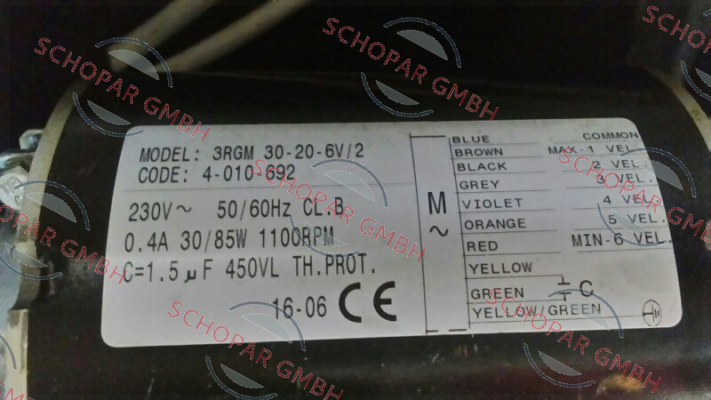 MODEL: 3RGM 30-20-6V/2
CODE: 4-010-692
230V~ 50/60Hz CL.B
0.4A 30/85W 1100RPM
C=1.5μF 450VL TH.PROT.
16-06 CE
M
~
BLUE COMMON
BROWN MAX-1 VEL.
BLACK 2 VEL.
GREY 3 VEL.
VIOLET 4 VEL.
ORANGE 5 VEL.
RED MIN-6 VEL.
YELLOW
GREEN C
YELLOW/GREEN
SCHOPAR GMBH
SCHOPAR GMBH
SCHOPAR GMBH
SCHOPAR GMBH
SCHOPAR GMBH
SCHOPAR GMBH
SCHOPAR GMBH